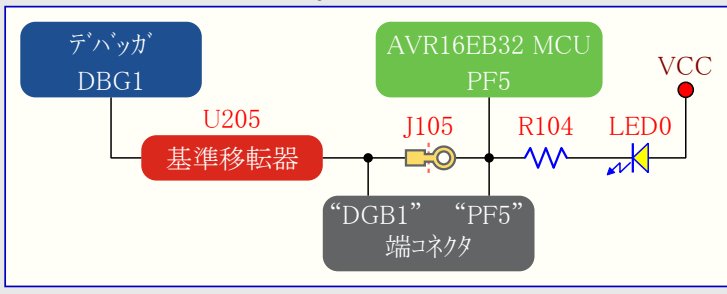 デバッガ
DBG1
AVR16EB32 MCU
PF5
VCC
U205
J105
R104
LED0
基準移転器
“DGB1”
“PF5”
端コネクタ